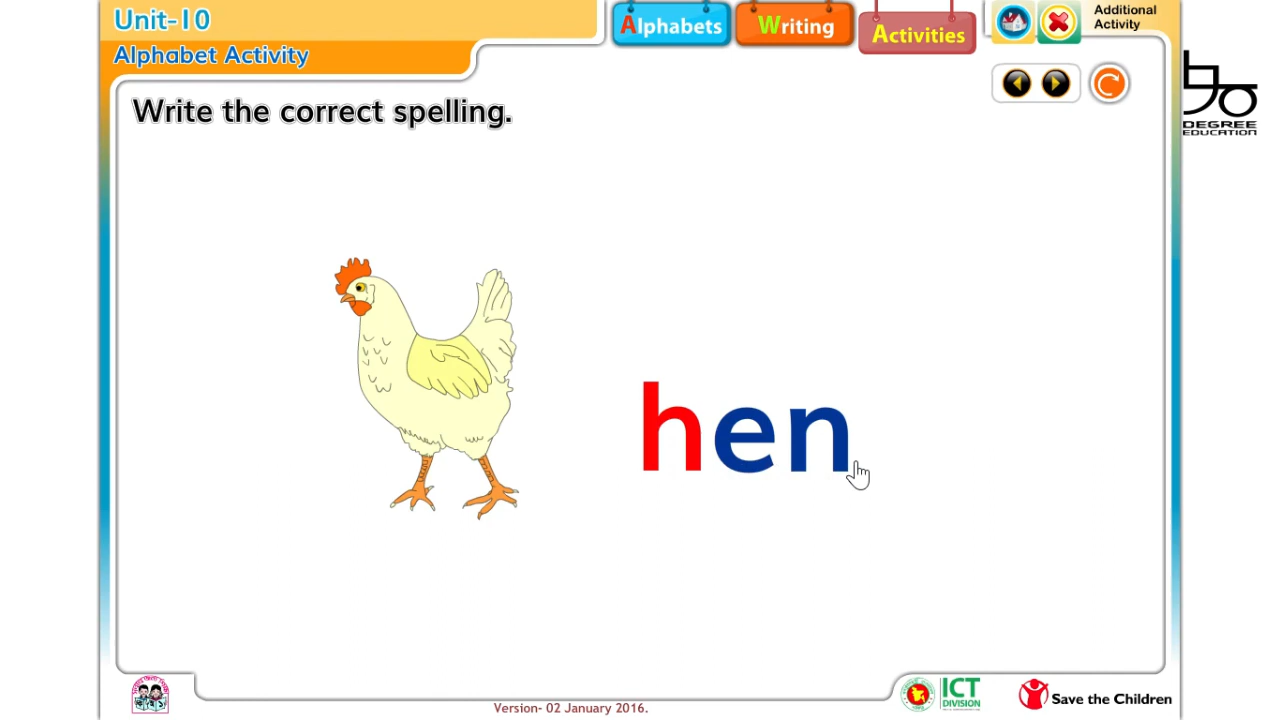 Unit-10
Alphabet Activity
Alphabets
Writing
Activities
Additional
Activity
Write the correct spelling.
DEGREE
EDUCATION
hen
Version- 02 January 2016.
ICT
DIVISION
Save the Children